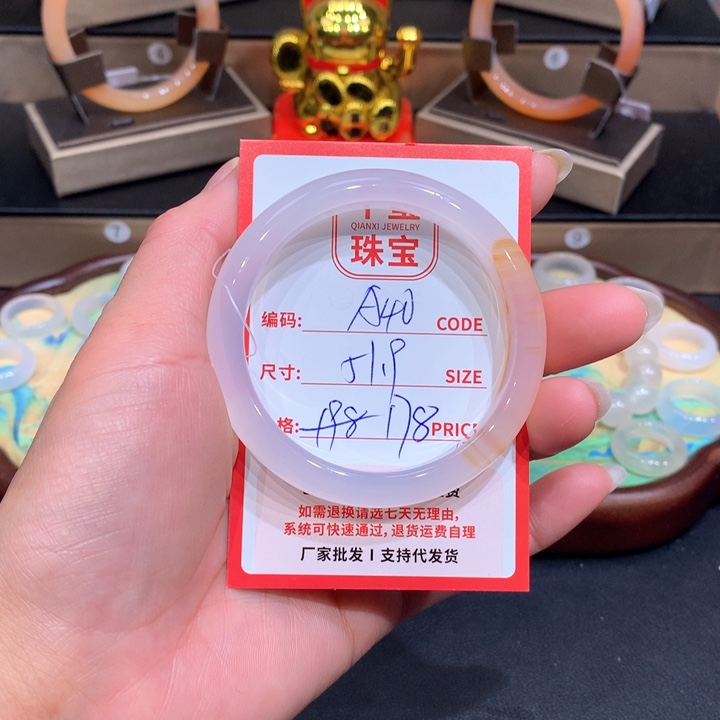 QIANXI JEWELRY
珠宝
编码: A40 CODE
尺寸: 51.9 SIZE
格: 198 178 PRICE
如需退换请选七天无理由,
系统可快速通过, 退货运费自理
厂家批发 I 支持代发货